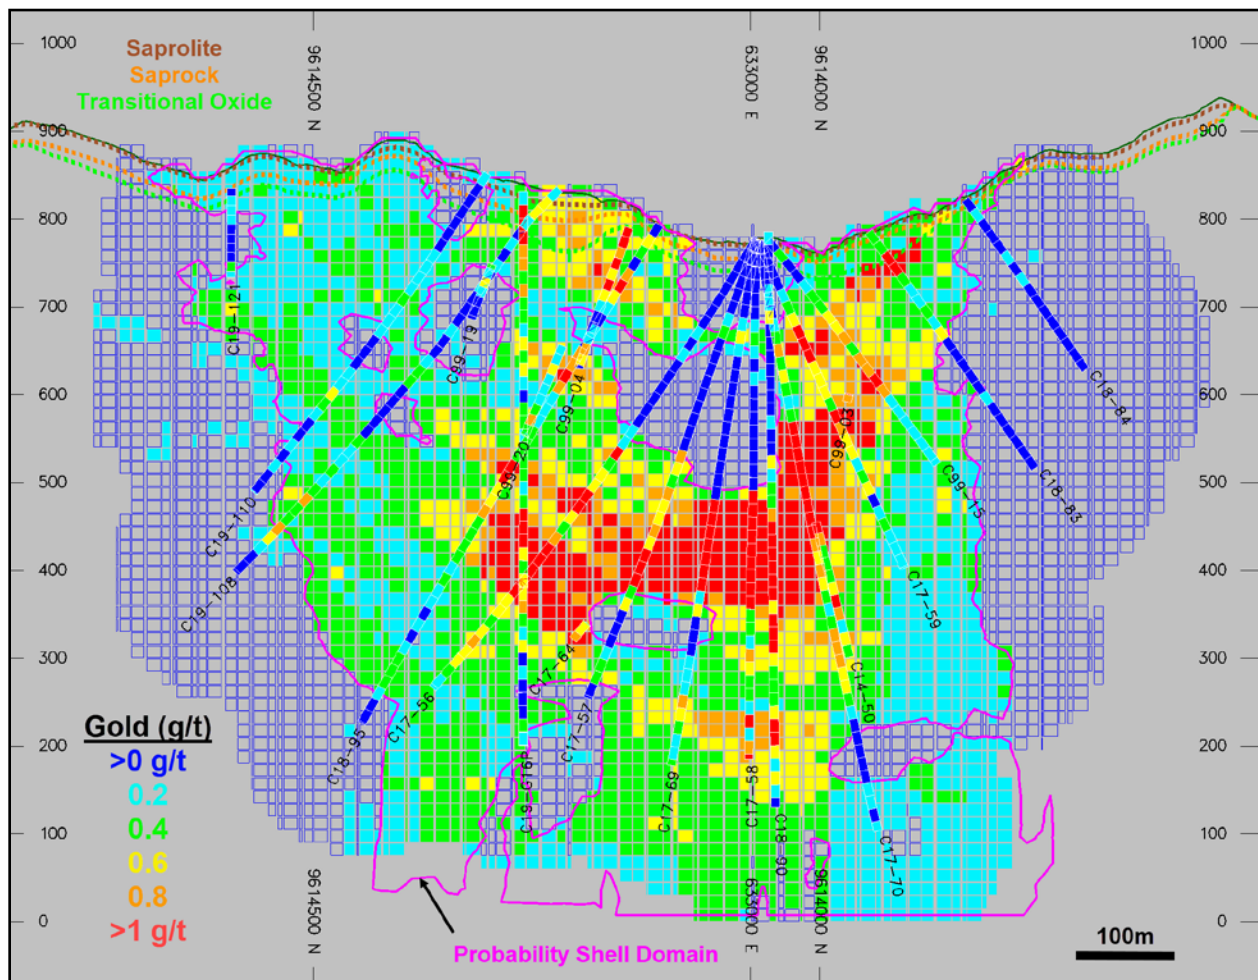 1000
1000
Saprolite
Saprock
Transitional Oxide
9614500 N
633000 E
9614000 N
900
900
800
800
700
700
600
600
500
500
400
400
300
300
200
200
100
100
0
0
C19-121
C99-19
C99-04
C99-20
C98-03
C18-84
C18-83
C99-15
C17-59
C19-110
C19-108
C14-50
C17-64
C17-57
C17-56
C18-95
C19-G16P
C17-69
C17-58
C18-90
C17-70
Gold (g/t)
>0 g/t
0.2
0.4
0.6
0.8
>1 g/t
9614500 N
633000 E
9614000 N
Probability Shell Domain
100m